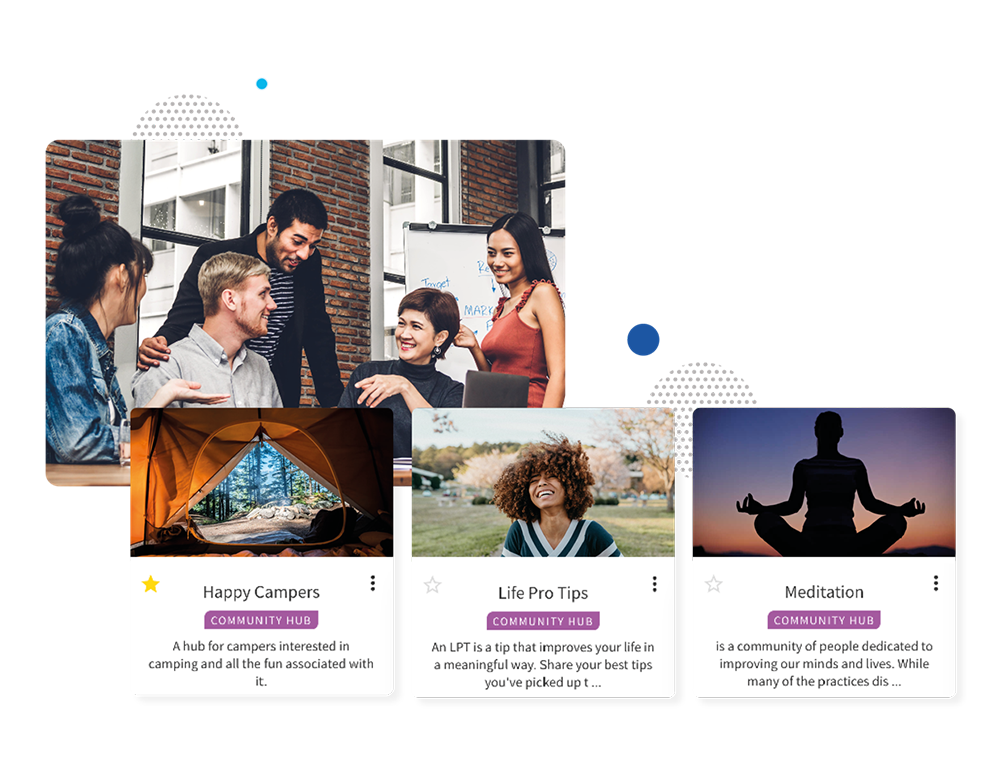 Target
MARK
Happy Campers
COMMUNITY HUB
A hub for campers interested in
camping and all the fun associated with
it.
Life Pro Tips
COMMUNITY HUB
An LPT is a tip that improves your life in
a meaningful way. Share your best tips
you've picked up t ...
Meditation
COMMUNITY HUB
is a community of people dedicated to
improving our minds and lives. While
many of the practices dis ...